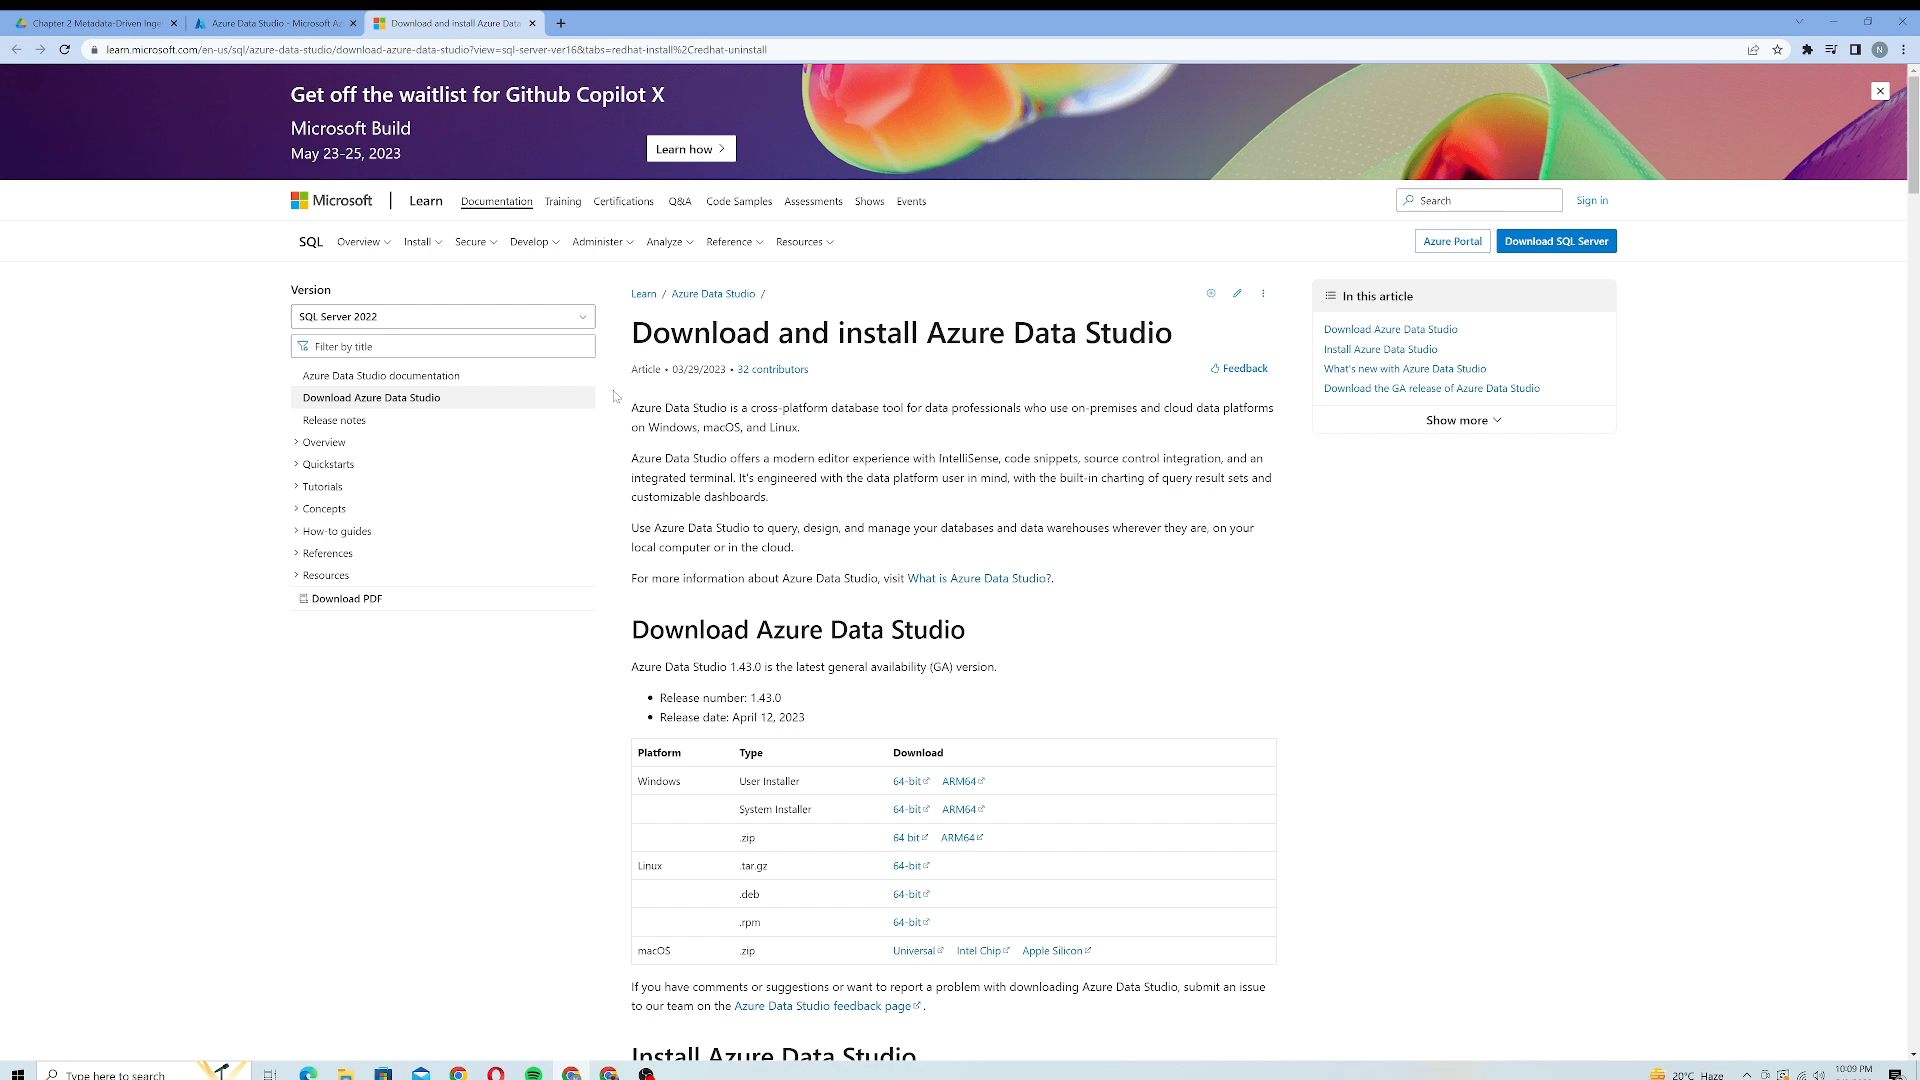 Chapter 2 Metadata-Driven Inge
Azure Data Studio - Microsoft Az
Download and install Azure Data
learn.microsoft.com/en-us/sql/azure-data-studio/download-azure-data-studio?view=sql-server-ver16&tabs=redhat-install%2Credhat-uninstall
N
Get off the waitlist for Github Copilot X
Microsoft Build
May 23-25, 2023
Learn how
Microsoft
Learn
Documentation Training Certifications Q&A Code Samples Assessments Shows Events
Search
Sign in
SQL Overview Install Secure Develop Administer Analyze Reference Resources
Azure Portal
Download SQL Server
Version
SQL Server 2022
Filter by title
Azure Data Studio documentation
Download Azure Data Studio
Release notes
Overview
Quickstarts
Tutorials
Concepts
How-to guides
References
Resources
Download PDF
Learn / Azure Data Studio /
Download and install Azure Data Studio
Article • 03/29/2023 • 32 contributors
Feedback
Azure Data Studio is a cross-platform database tool for data professionals who use on-premises and cloud data platforms
on Windows, macOS, and Linux.
Azure Data Studio offers a modern editor experience with IntelliSense, code snippets, source control integration, and an
integrated terminal. It's engineered with the data platform user in mind, with the built-in charting of query result sets and
customizable dashboards.
Use Azure Data Studio to query, design, and manage your databases and data warehouses wherever they are, on your
local computer or in the cloud.
For more information about Azure Data Studio, visit What is Azure Data Studio?.
Download Azure Data Studio
Azure Data Studio 1.43.0 is the latest general availability (GA) version.
• Release number: 1.43.0
• Release date: April 12, 2023
Platform Type Download
Windows User Installer 64-bit ARM64
System Installer 64-bit ARM64
.zip 64 bit ARM64
Linux .tar.gz 64-bit
.deb 64-bit
.rpm 64-bit
macOS .zip Universal Intel Chip Apple Silicon
If you have comments or suggestions or want to report a problem with downloading Azure Data Studio, submit an issue
to our team on the Azure Data Studio feedback page.
Install Azure Data Studio
In this article
Download Azure Data Studio
Install Azure Data Studio
What's new with Azure Data Studio
Download the GA release of Azure Data Studio
Show more
Type here to search
20°C Haze
10:09 PM